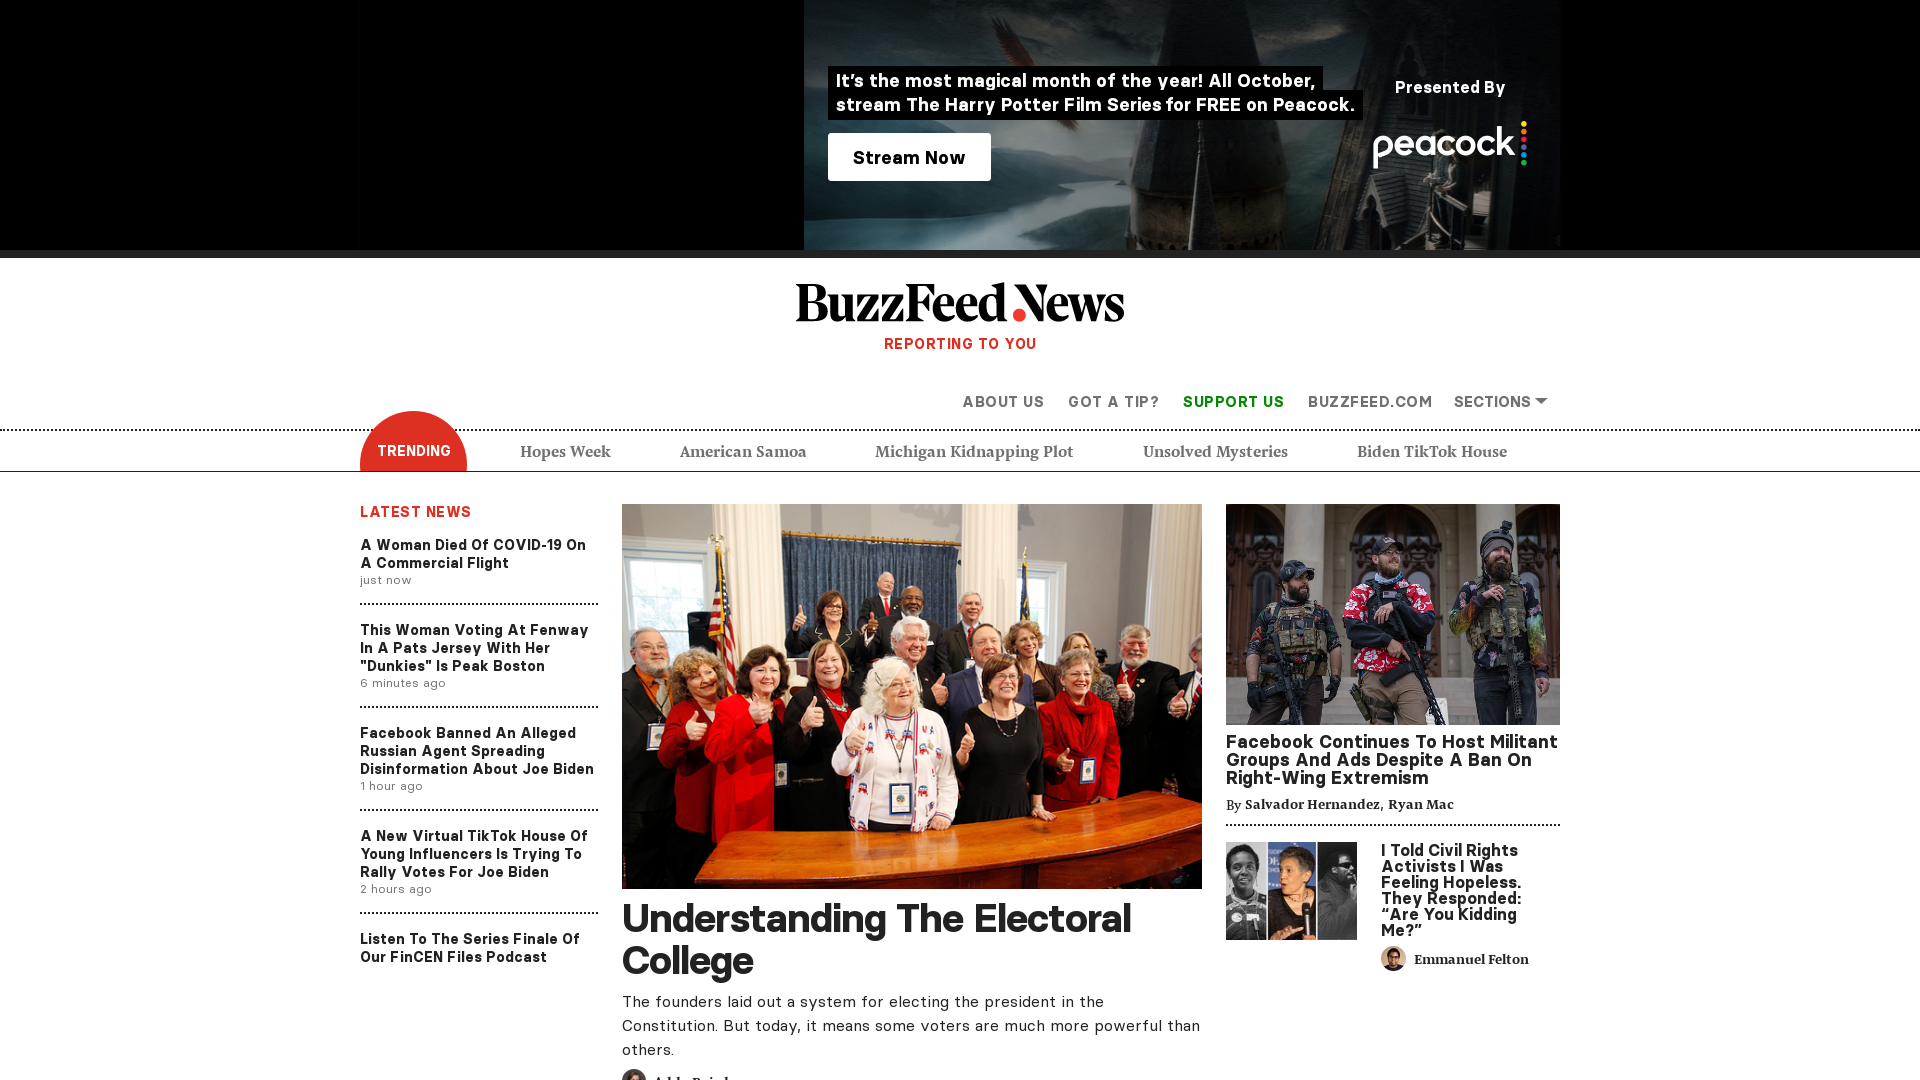 It's the most magical month of the year! All October,
stream The Harry Potter Film Series for FREE on Peacock.
Stream Now
Presented By
peacock
BuzzFeed News
REPORTING TO YOU
ABOUT US
GOT A TIP?
SUPPORT US
BUZZFEED.COM
SECTIONS
TRENDING
Hopes Week
American Samoa
Michigan Kidnapping Plot
Unsolved Mysteries
Biden TikTok House
LATEST NEWS
A Woman Died Of COVID-19 On
A Commercial Flight
just now
This Woman Voting At Fenway
In A Pats Jersey With Her
"Dunkies" Is Peak Boston
6 minutes ago
Facebook Banned An Alleged
Russian Agent Spreading
Disinformation About Joe Biden
1 hour ago
A New Virtual TikTok House Of
Young Influencers Is Trying To
Rally Votes For Joe Biden
2 hours ago
Listen To The Series Finale Of
Our FinCEN Files Podcast
Understanding The Electoral
College
The founders laid out a system for electing the president in the
Constitution. But today, it means some voters are much more powerful than
others.
Facebook Continues To Host Militant
Groups And Ads Despite A Ban On
Right-Wing Extremism
By Salvador Hernandez, Ryan Mac
I Told Civil Rights
Activists I Was
Feeling Hopeless.
They Responded:
“Are You Kidding
Me?”
Emmanuel Felton